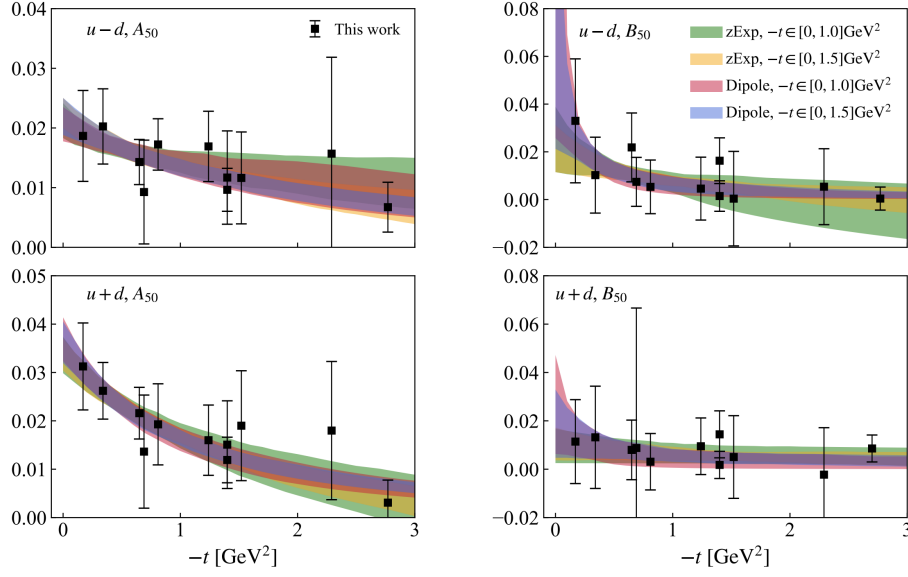 0.04
0.03
0.02
0.01
0.00
u − d, A₅₀
This work
0.08
0.06
0.04
0.02
0.00
−0.02
u − d, B₅₀
zExp, −t∈[0, 1.0]GeV²
zExp, −t∈[0, 1.5]GeV²
Dipole, −t∈[0, 1.0]GeV²
Dipole, −t∈[0, 1.5]GeV²
0.05
0.04
0.03
0.02
0.01
0.00
u + d, A₅₀
0 1 2 3
−t [GeV²]
0.08
0.06
0.04
0.02
0.00
−0.02
u + d, B₅₀
0 1 2 3
−t [GeV²]